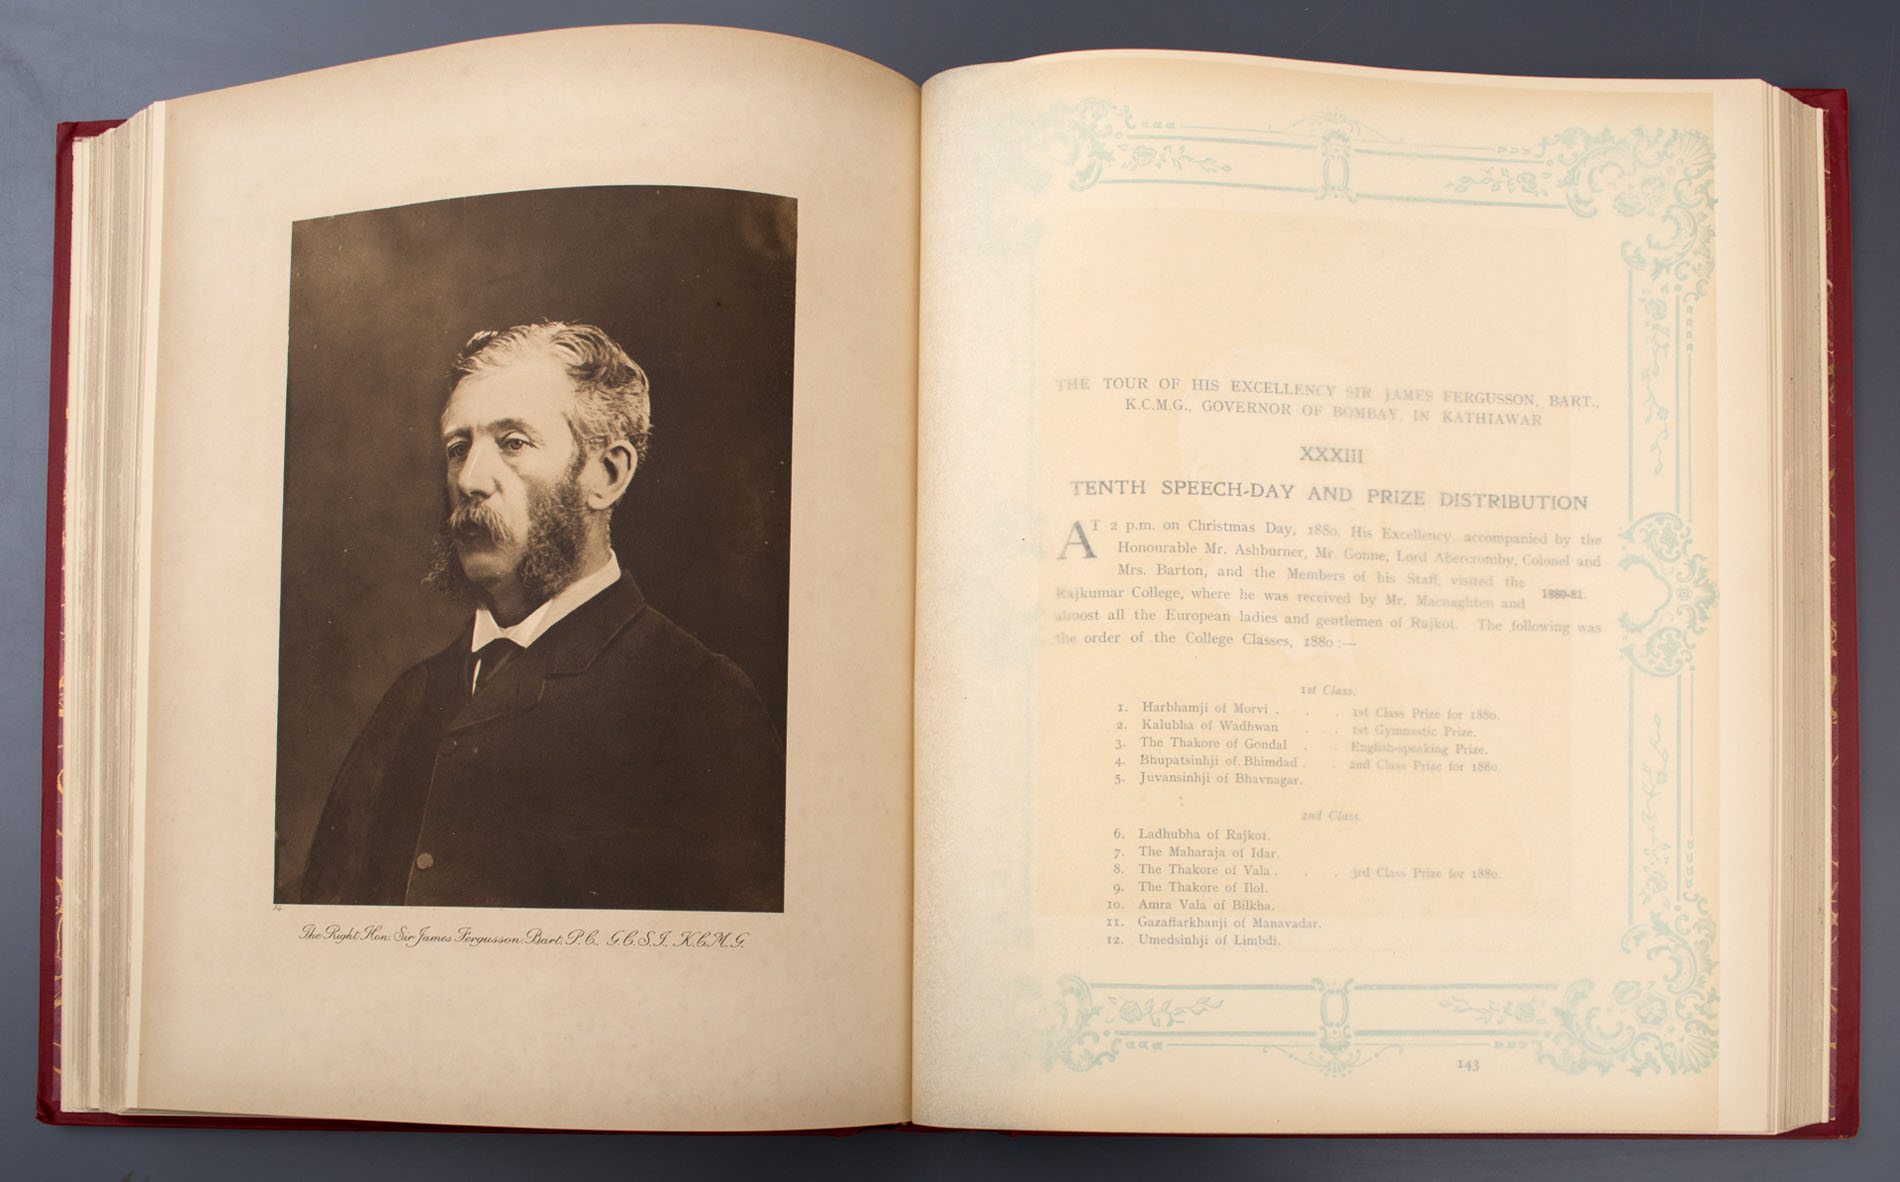 The Right Hon. Sir James Fergusson. Bart. P.C., G.C.S.I., K.C.M.G.
THE TOUR OF HIS EXCELLENCY SIR JAMES FERGUSSON, BART.,
K.C.M.G., GOVERNOR OF BOMBAY, IN KATHIAWAR
XXXIII
TENTH SPEECH-DAY AND PRIZE DISTRIBUTION
AT 2 p.m. on Christmas Day, 1880, His Excellency, accompanied by the
Honourable Mr. Ashburner, Mr. Gonne, Lord Abercromby, Colonel and
Mrs. Barton, and the Members of his Staff, visited the
Rajkumar College, where he was received by Mr. Macnaghten and
1880-81.
almost all the European ladies and gentlemen of Rajkot. The following was
the order of the College Classes, 1880:—
1st Class.
1. Harbhamji of Morvi . . . 1st Class Prize for 1880.
2. Kalubha of Wadhwan . . 1st Gymnastic Prize.
3. The Thakore of Gondal . . English-speaking Prize.
4. Bhupatsinhji of Bhimdad . . 2nd Class Prize for 1880.
5. Juvansinhji of Bhavnagar.
2nd Class.
6. Ladhubha of Rajkot.
7. The Maharaja of Idar.
8. The Thakore of Vala . . . 3rd Class Prize for 1880.
9. The Thakore of Ilol.
10. Amra Vala of Bilkha.
11. Gazaffarkhanji of Manavadar.
12. Umedsinhji of Limbdi.
143